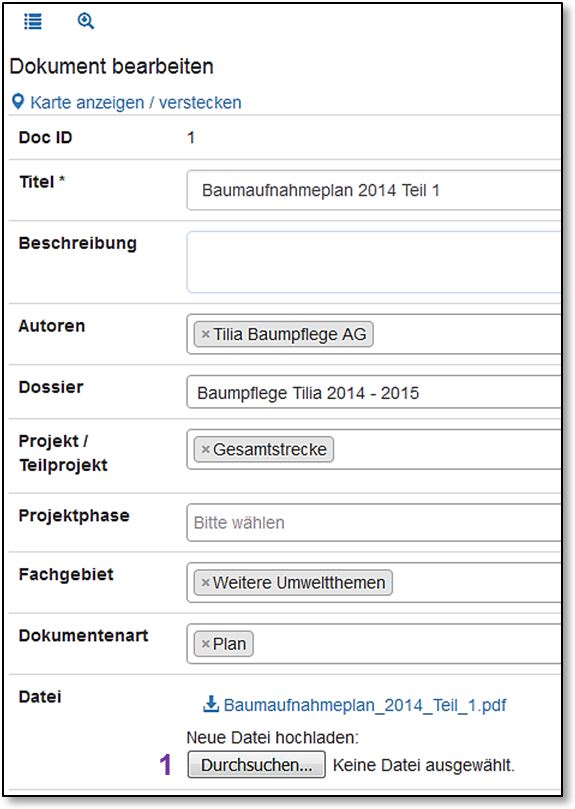 Dokument bearbeiten
Karte anzeigen / verstecken
Doc ID 1
Titel * Baumaufnahmeplan 2014 Teil 1
Beschreibung
Autoren ×Tilia Baumpflege AG
Dossier Baumpflege Tilia 2014 - 2015
Projekt / ×Gesamtstrecke
Teilprojekt
Projektphase Bitte wählen
Fachgebiet ×Weitere Umweltthemen
Dokumentenart ×Plan
Datei Baumaufnahmeplan_2014_Teil_1.pdf
Neue Datei hochladen:
1 Durchsuchen... Keine Datei ausgewählt.